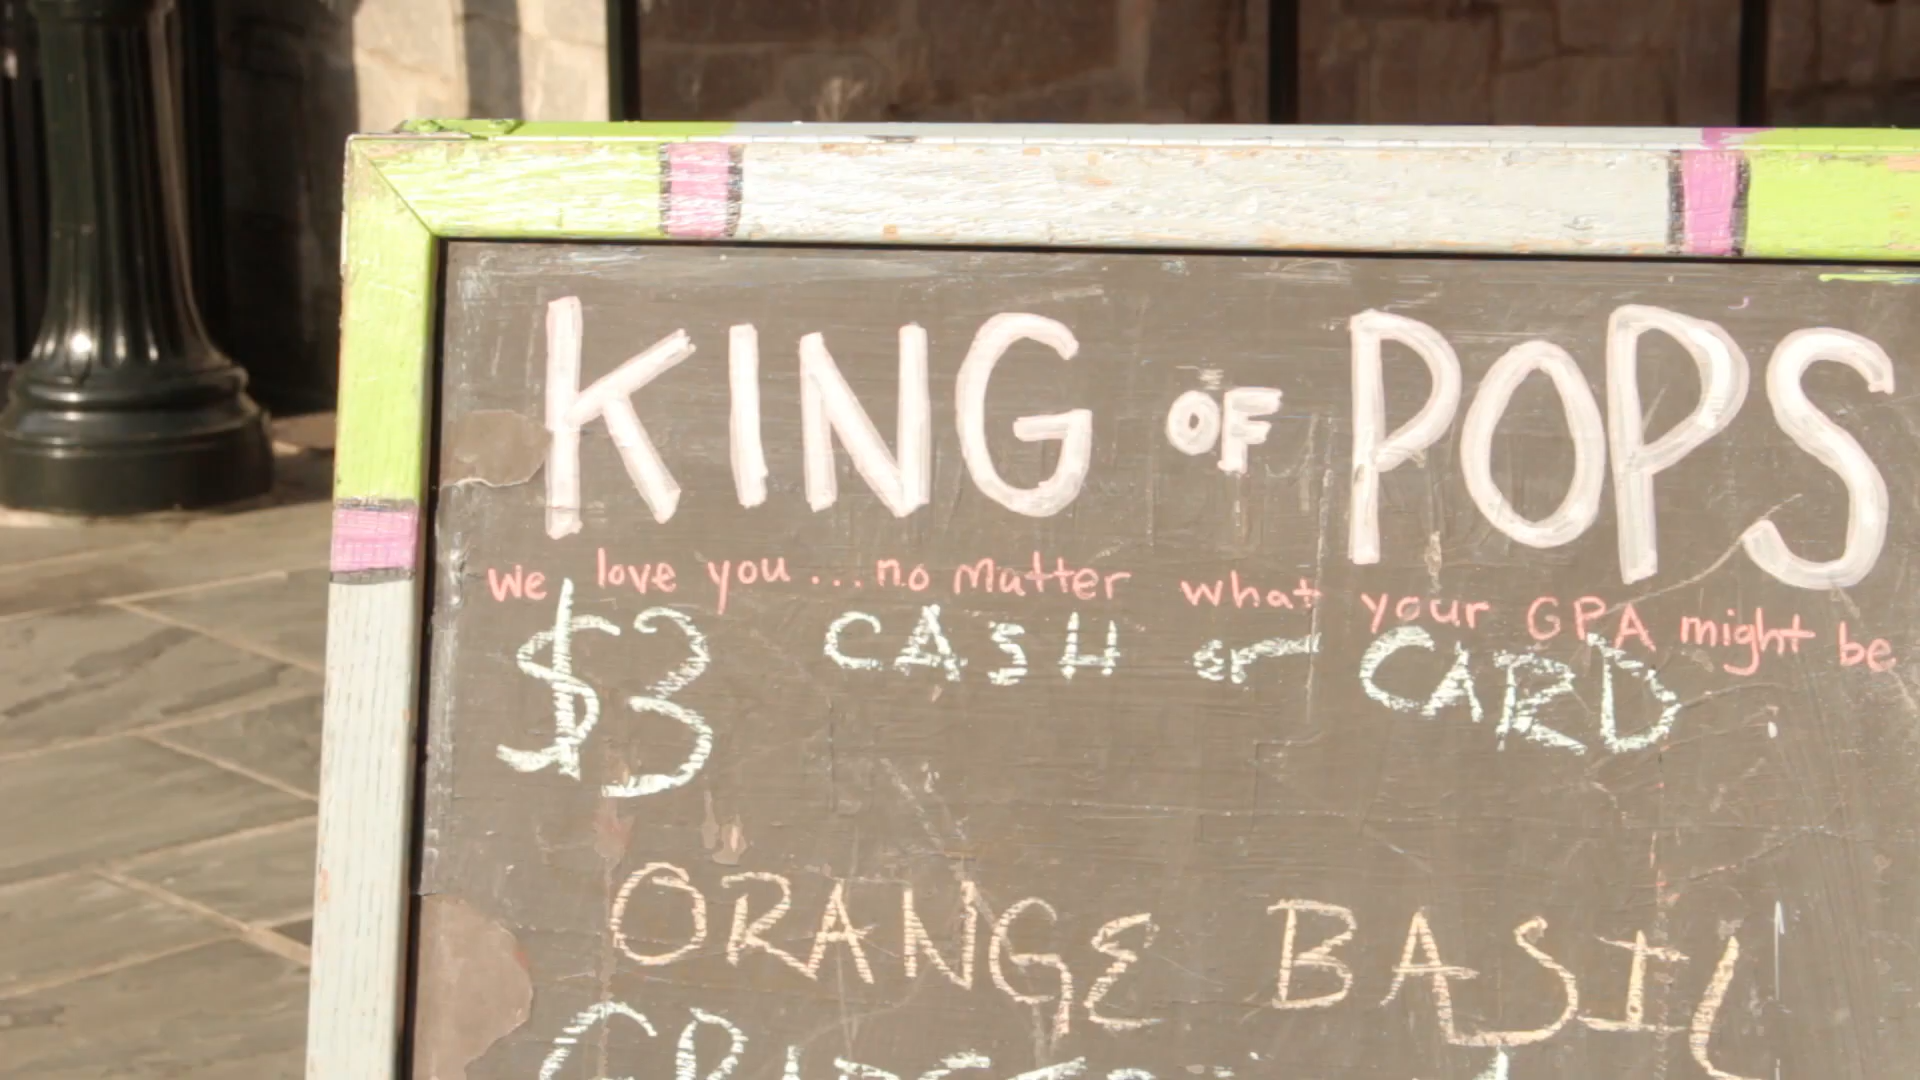 KING OF POPS
we love you... no matter what your GPA might be
$3 CASH or CARD
ORANGE BASIL